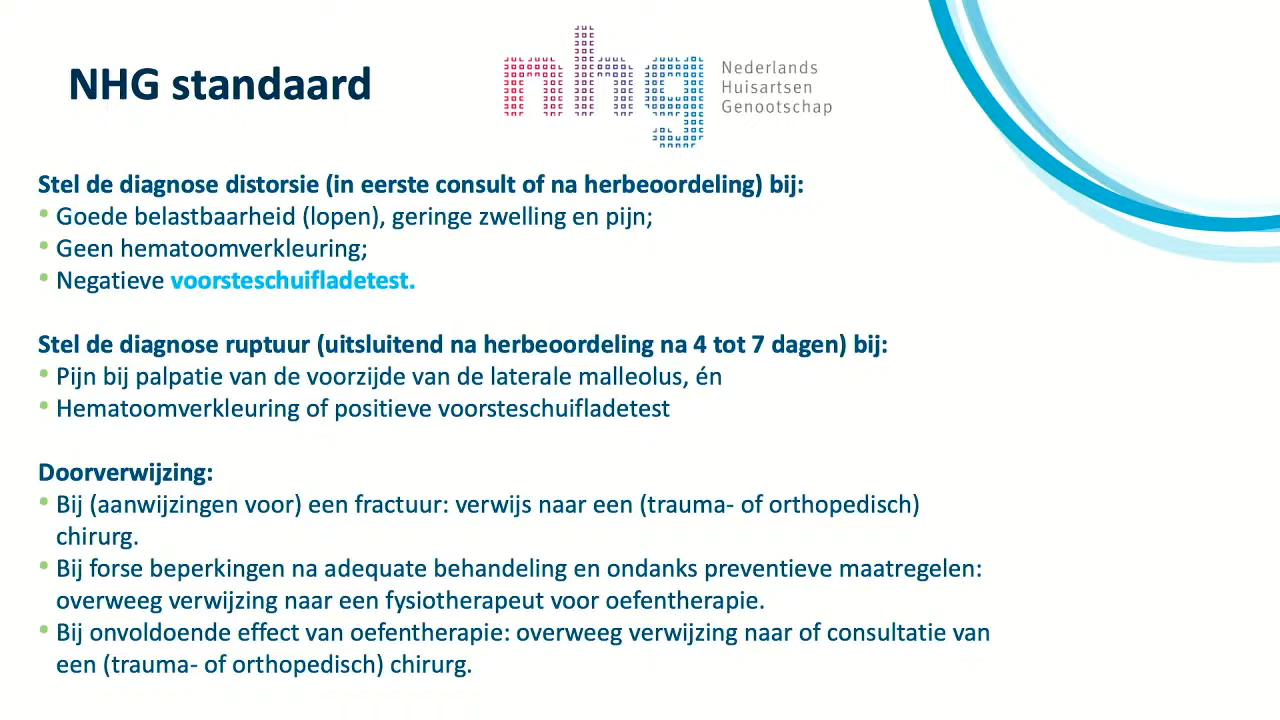 NHG standaard
nhg
Nederlands
Huisartsen
Genootschap
Stel de diagnose distorsie (in eerste consult of na herbeoordeling) bij:
• Goede belastbaarheid (lopen), geringe zwelling en pijn;
• Geen hematoomverkleuring;
• Negatieve voorsteschuifladetest.
Stel de diagnose ruptuur (uitsluitend na herbeoordeling na 4 tot 7 dagen) bij:
• Pijn bij palpatie van de voorzijde van de laterale malleolus, én
• Hematoomverkleuring of positieve voorsteschuifladetest
Doorverwijzing:
• Bij (aanwijzingen voor) een fractuur: verwijs naar een (trauma- of orthopedisch)
chirurg.
• Bij forse beperkingen na adequate behandeling en ondanks preventieve maatregelen:
overweeg verwijzing naar een fysiotherapeut voor oefentherapie.
• Bij onvoldoende effect van oefentherapie: overweeg verwijzing naar of consultatie van
een (trauma- of orthopedisch) chirurg.